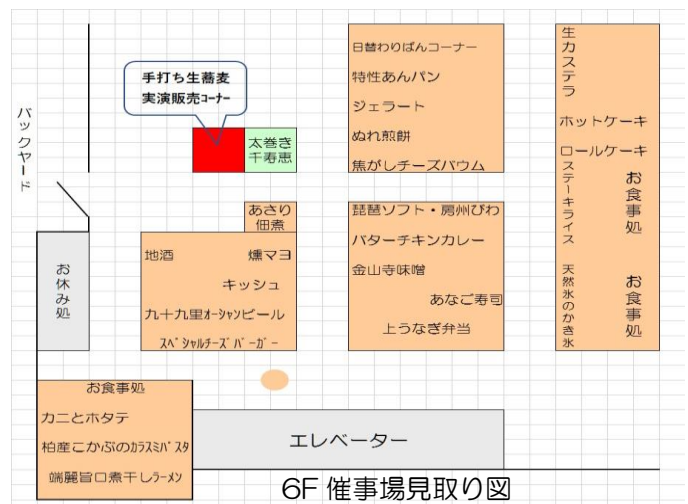 手打ち生蕎麦
実演販売ｺｰﾅｰ
バックヤード
太巻き
千寿恵
日替わりぱんコーナー
特性あんパン
ジェラート
ぬれ煎餅
焦がしチーズバウム
生カステラ
ホットケーキ
ロールケーキ
ステーキライス
お食事処
天然氷のかき氷
お食事処
あさり
佃煮
地酒
燻マヨ
キッシュ
九十九里ｵｰｼｬﾝビール
ｽﾍﾟｼｬﾙﾁｰｽﾞﾊﾞｰｶﾞｰ
琵琶ソフト・房州びわ
バターチキンカレー
金山寺味噌
あなご寿司
上うなぎ弁当
お休み処
お食事処
カニとホタテ
柏産こかぶのｶﾗｽﾐﾊﾟｽﾀ
端麗旨口煮干しﾗｰﾒﾝ
エレベーター
6F 催事場見取り図